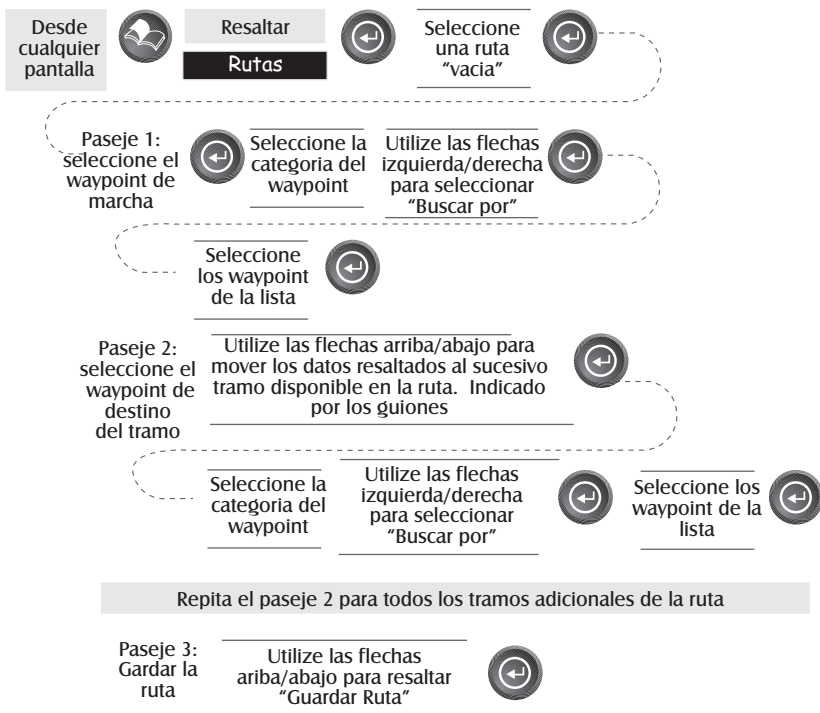 Desde
cualquier
pantalla
Resaltar
Rutas
Seleccione
una ruta
“vacia”
Paseje 1:
seleccione el
waypoint de
marcha
Seleccione la
categoria del
waypoint
Utilize las flechas
izquierda/derecha
para seleccionar
“Buscar por”
Seleccione
los waypoint
de la lista
Paseje 2:
seleccione el
waypoint de
destino
del tramo
Utilize las flechas arriba/abajo para
mover los datos resaltados al sucesivo
tramo disponible en la ruta.  Indicado
por los guiones
Seleccione la
categoria del
waypoint
Utilize las flechas
izquierda/derecha
para seleccionar
“Buscar por”
Seleccione los
waypoint de la
lista
Repita el paseje 2 para todos los tramos adicionales de la ruta
Paseje 3:
Gardar la
ruta
Utilize las flechas
ariba/abajo para resaltar
“Guardar Ruta”